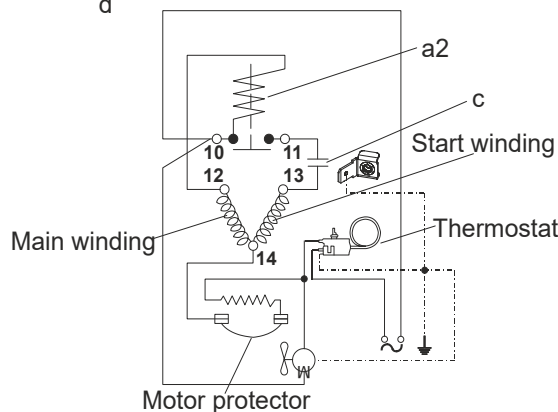 d
a2
c
10
11
Start winding
12
13
Main winding
14
Thermostat
Motor protector